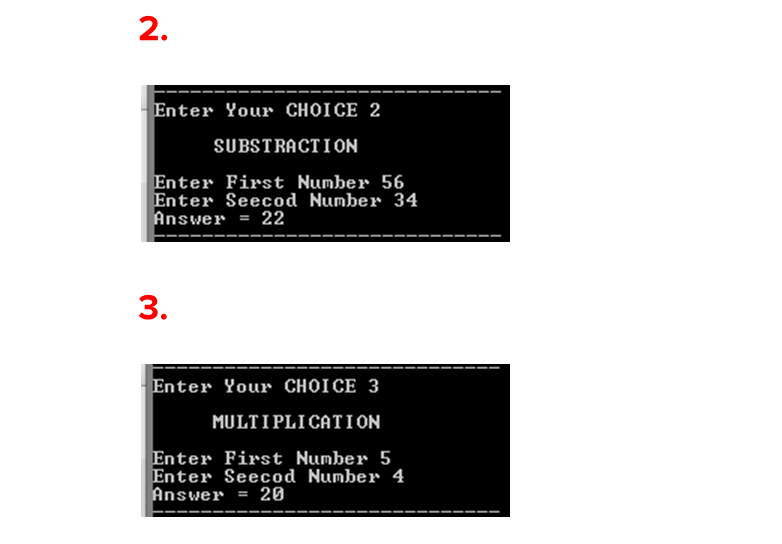 2.
------------------------------
Enter Your CHOICE 2
SUBSTRACTION
Enter First Number 56
Enter Seecod Number 34
Answer = 22
------------------------------
3.
------------------------------
Enter Your CHOICE 3
MULTIPLICATION
Enter First Number 5
Enter Seecod Number 4
Answer = 20
------------------------------